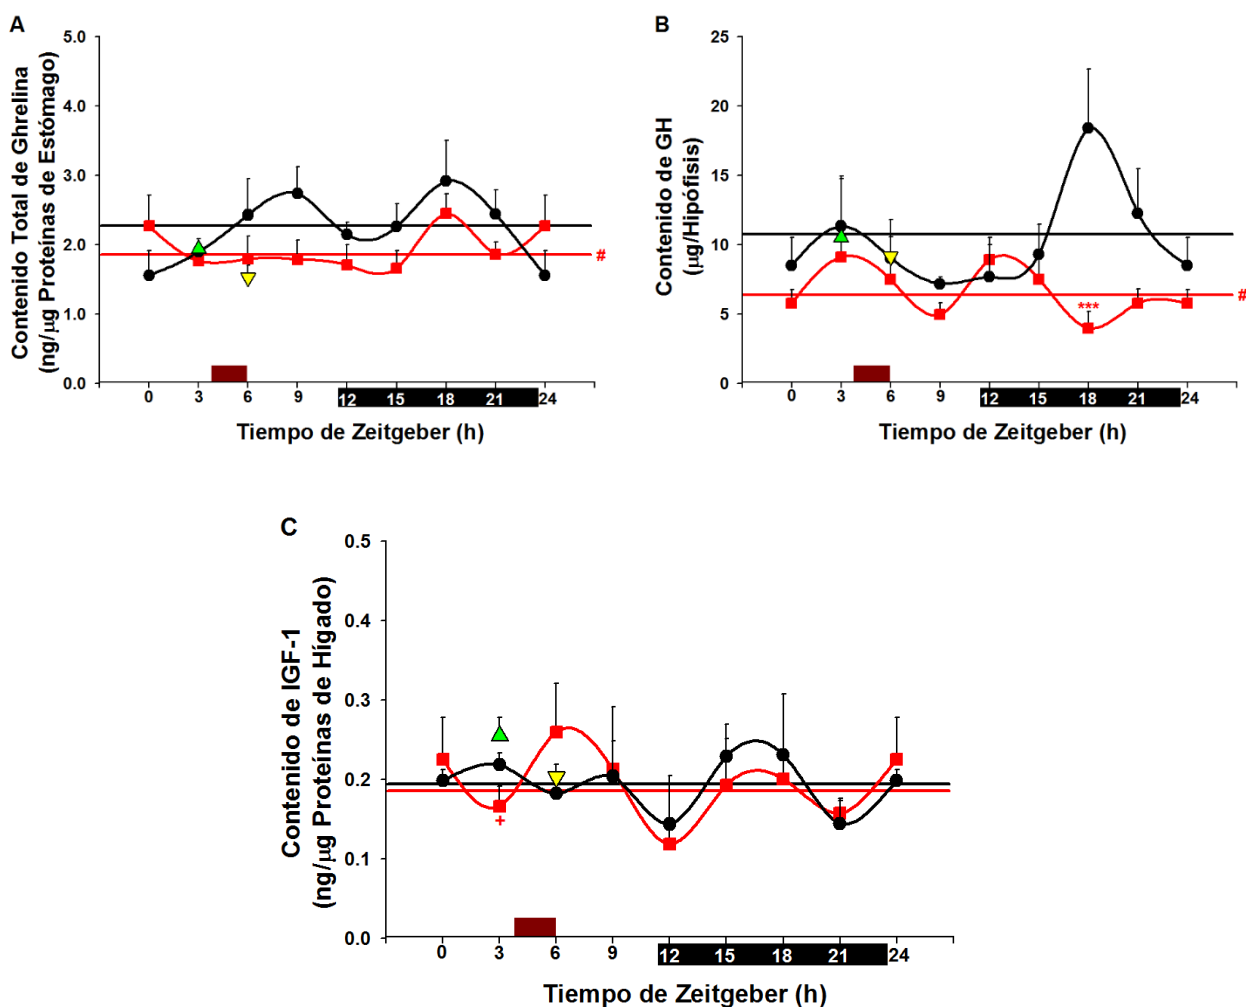 A
5.0
4.0
3.0
2.0
1.0
0.0
Contenido Total de Ghrelina
(ng/μg Proteínas de Estómago)
#
0 3 6 9 12 15 18 21 24
Tiempo de Zeitgeber (h)
B
25
20
15
10
5
0
Contenido de GH
(μg/Hipófisis)
***
#
0 3 6 9 12 15 18 21 24
Tiempo de Zeitgeber (h)
C
0.5
0.4
0.3
0.2
0.1
0.0
Contenido de IGF-1
(ng/μg Proteínas de Hígado)
+
0 3 6 9 12 15 18 21 24
Tiempo de Zeitgeber (h)